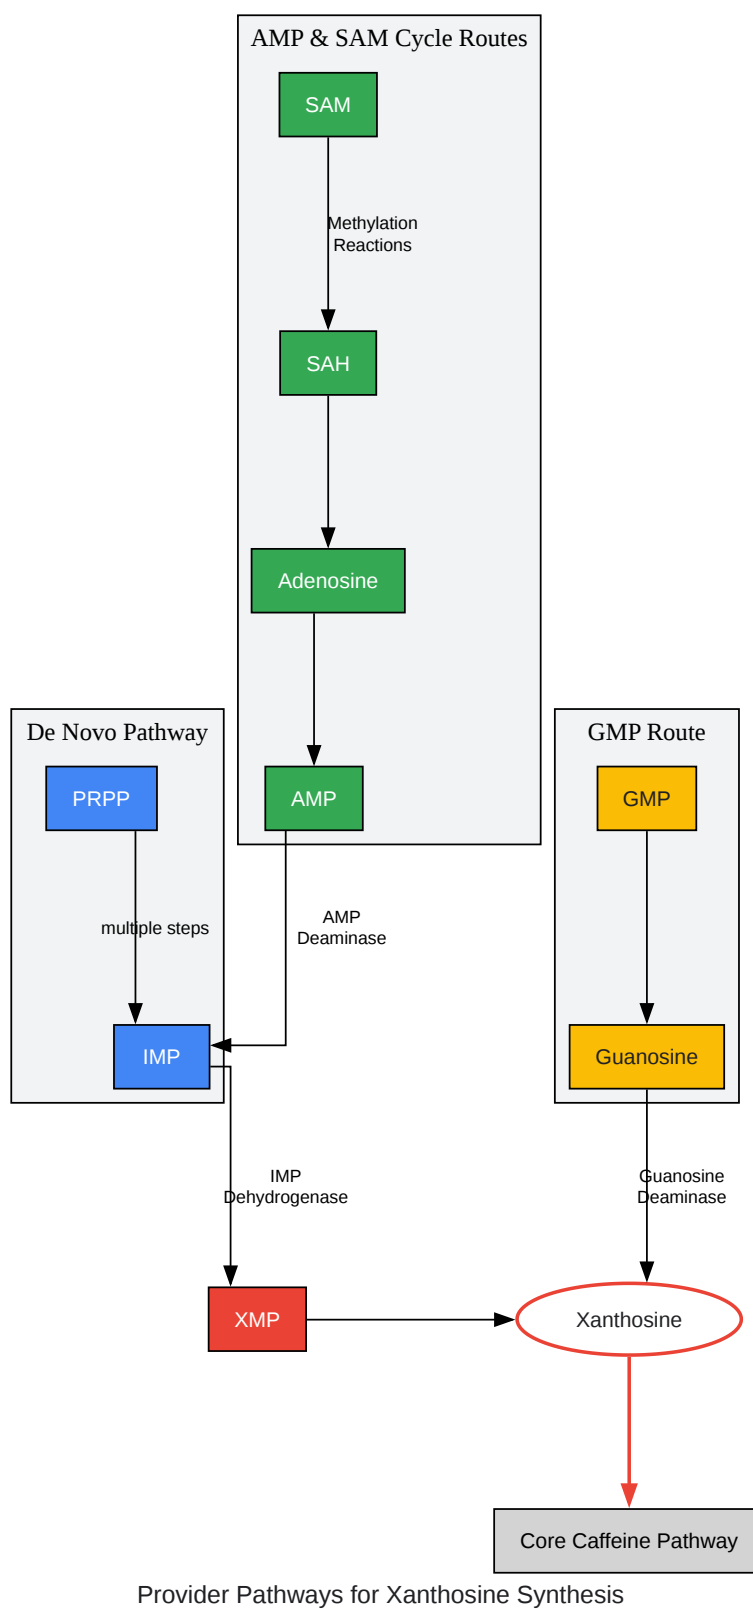 AMP & SAM Cycle Routes
SAM
Methylation
Reactions
SAH
Adenosine
De Novo Pathway
GMP Route
PRPP
AMP
GMP
multiple steps
AMP
Deaminase
IMP
Guanosine
IMP
Dehydrogenase
Guanosine
Deaminase
XMP
Xanthosine
Core Caffeine Pathway
Provider Pathways for Xanthosine Synthesis